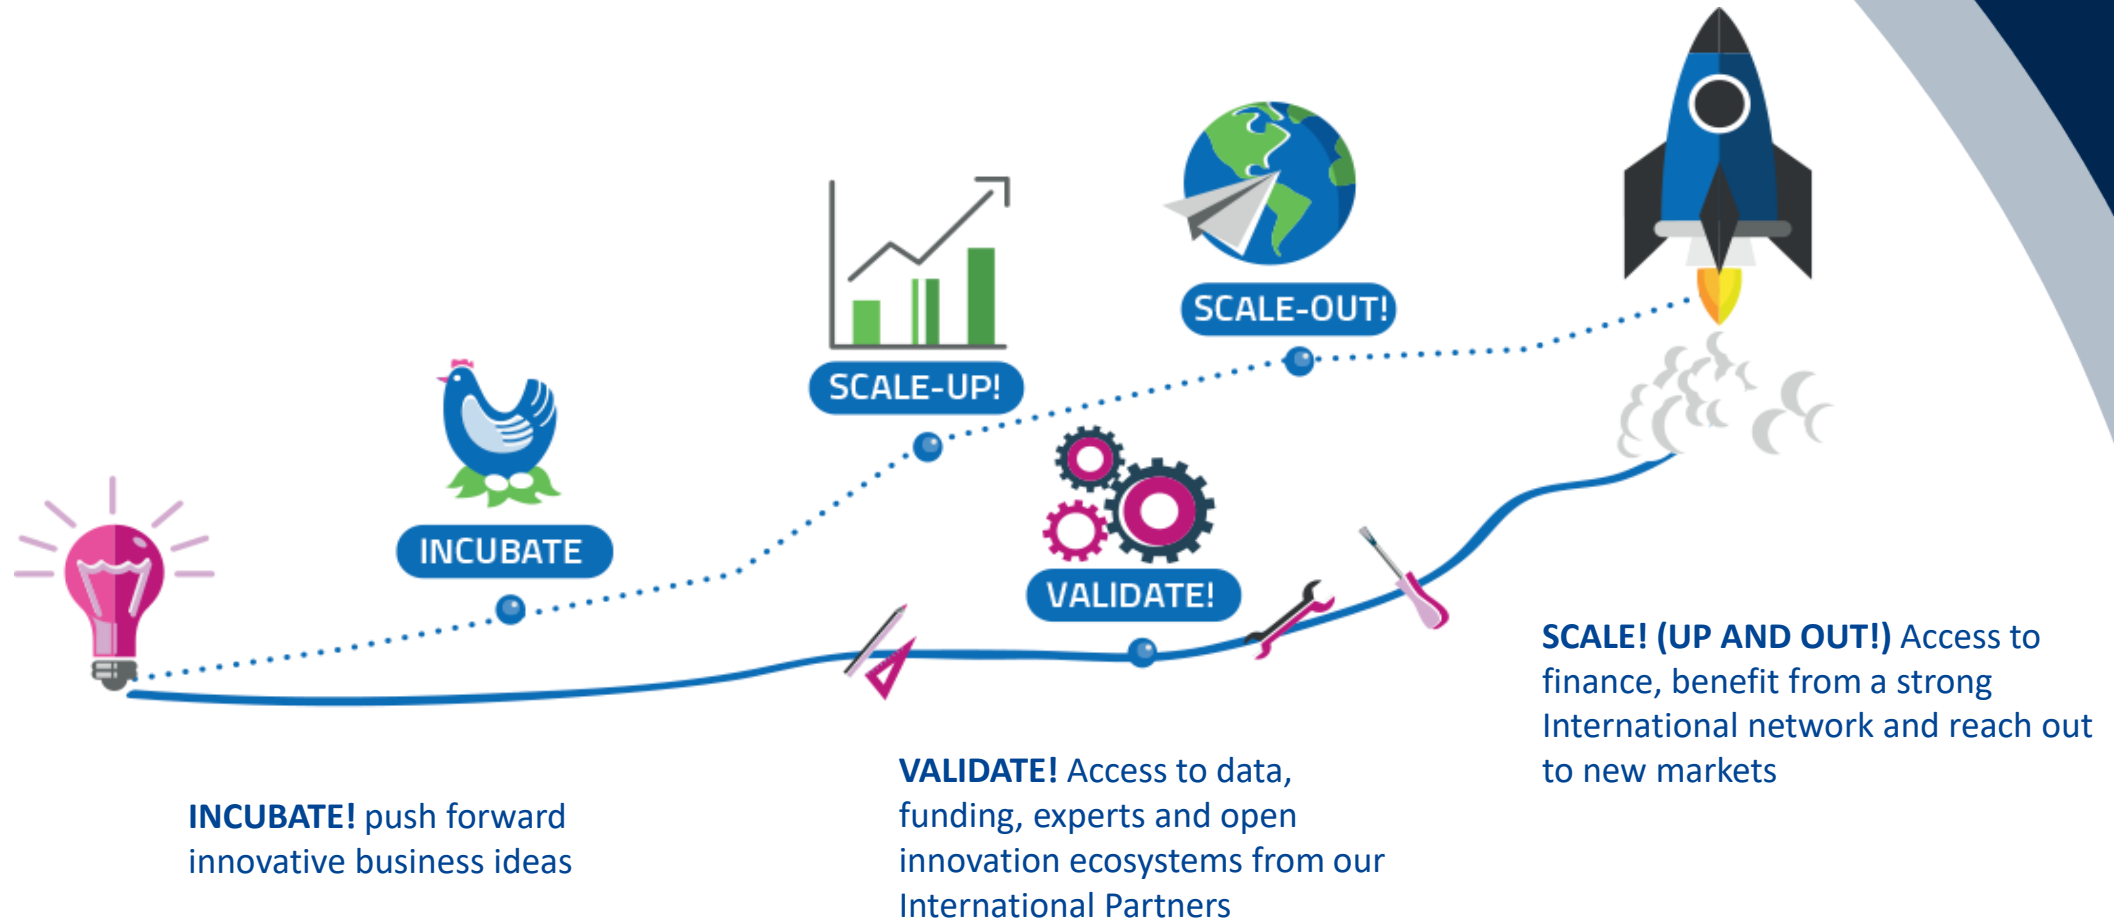 SCALE-OUT!
SCALE-UP!
INCUBATE
VALIDATE!
INCUBATE! push forward
innovative business ideas
VALIDATE! Access to data,
funding, experts and open
innovation ecosystems from our
International Partners
SCALE! (UP AND OUT!) Access to
finance, benefit from a strong
International network and reach out
to new markets